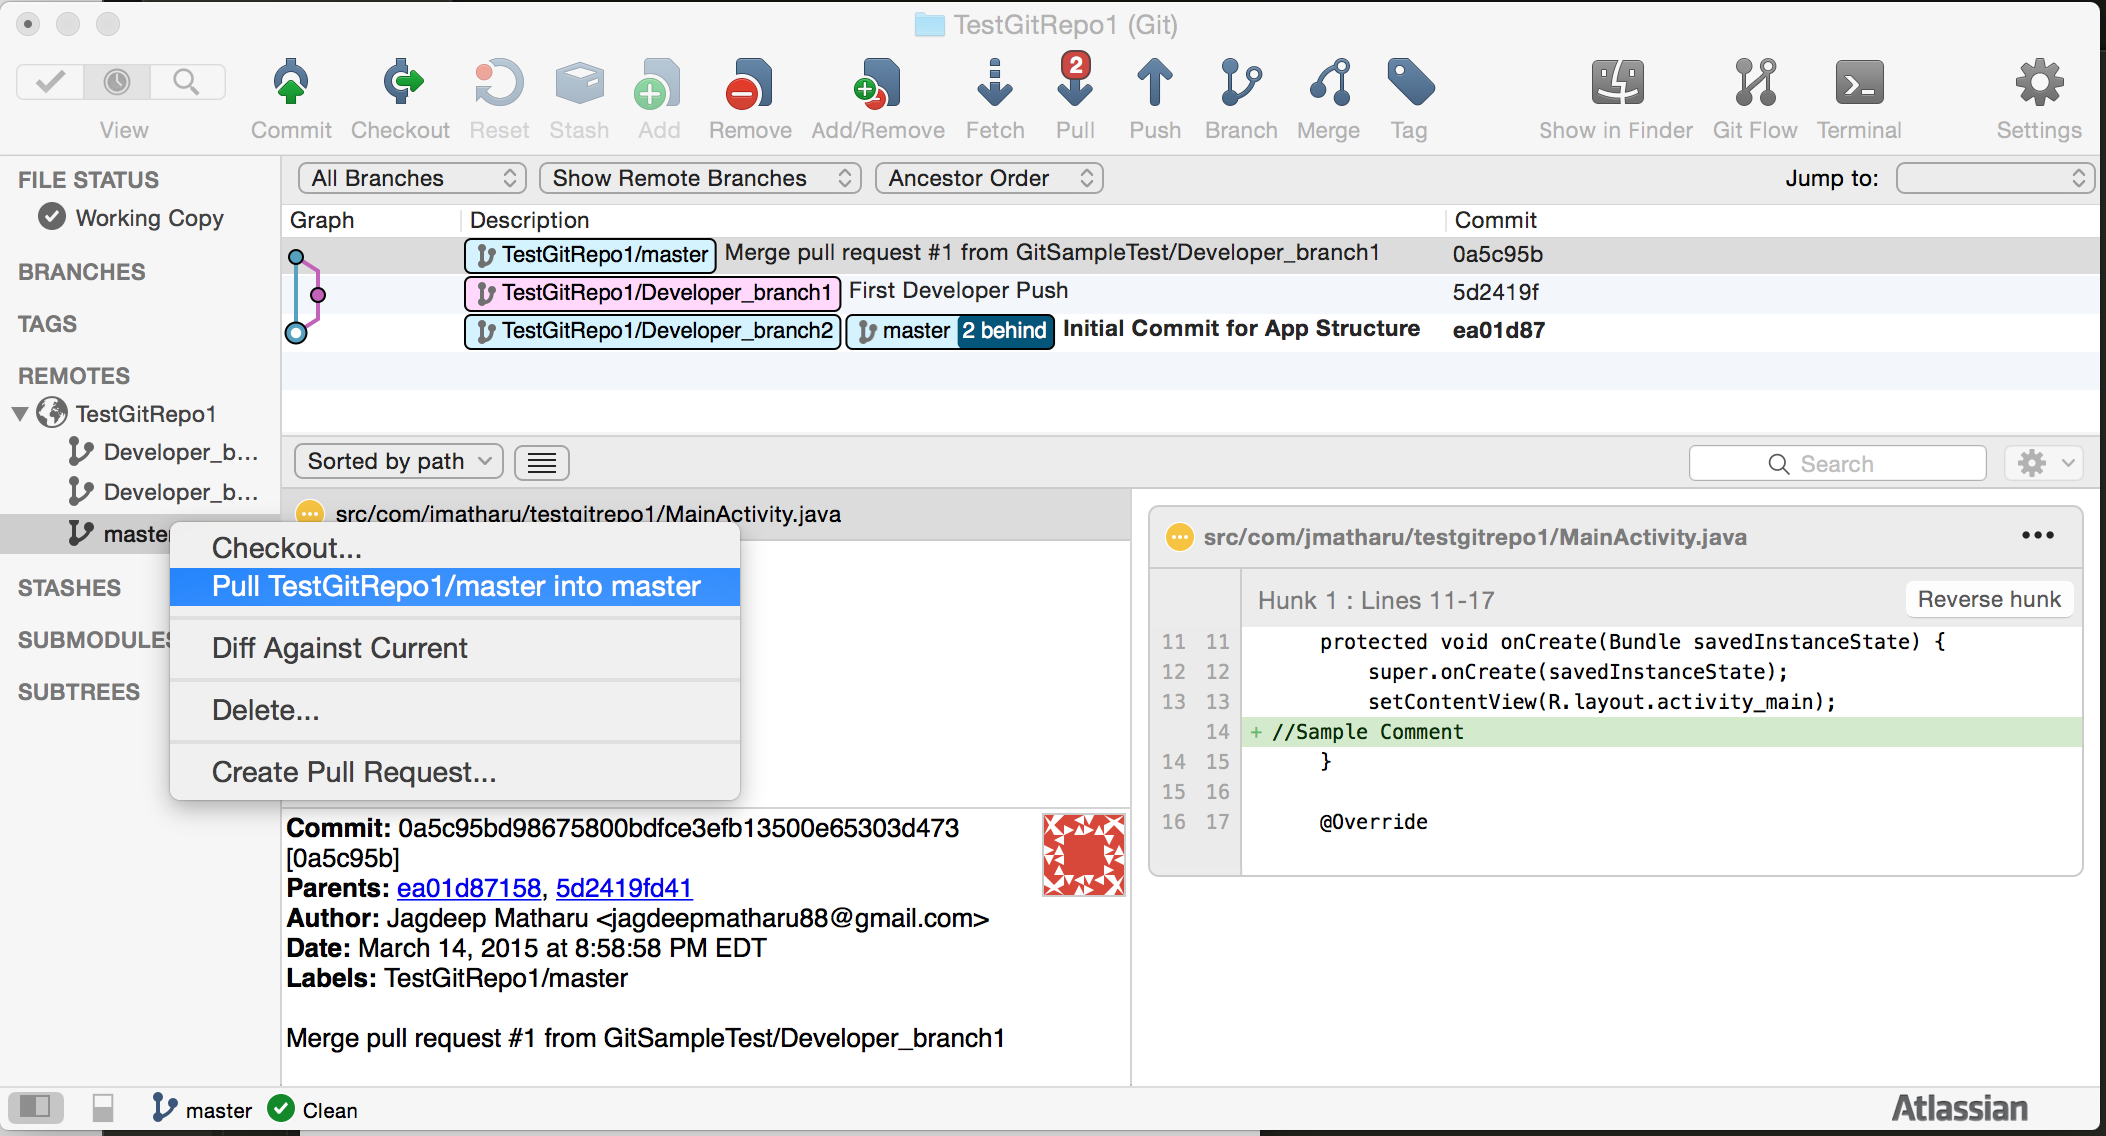 TestGitRepo1 (Git)
2
View
Commit
Checkout
Reset
Stash
Add
Remove
Add/Remove
Fetch
Pull
Push
Branch
Merge
Tag
Show in Finder
Git Flow
Terminal
Settings
FILE STATUS
Working Copy
BRANCHES
TAGS
REMOTES
TestGitRepo1
Developer_b...
Developer_b...
master
STASHES
SUBMODULES
SUBTREES
All Branches
Show Remote Branches
Ancestor Order
Jump to:
Graph Description Commit
TestGitRepo1/master Merge pull request #1 from GitSampleTest/Developer_branch1 0a5c95b
TestGitRepo1/Developer_branch1 First Developer Push 5d2419f
TestGitRepo1/Developer_branch2 master 2 behind Initial Commit for App Structure ea01d87
Sorted by path
Search
src/com/jmatharu/testgitrepo1/MainActivity.java
Checkout...
Pull TestGitRepo1/master into master
Diff Against Current
Delete...
Create Pull Request...
Commit: 0a5c95bd98675800bdfce3efb13500e65303d473
[0a5c95b]
Parents: ea01d87158, 5d2419fd41
Author: Jagdeep Matharu <jagdeepmatharu88@gmail.com>
Date: March 14, 2015 at 8:58:58 PM EDT
Labels: TestGitRepo1/master
Merge pull request #1 from GitSampleTest/Developer_branch1
src/com/jmatharu/testgitrepo1/MainActivity.java
Hunk 1 : Lines 11-17
Reverse hunk
11 11 protected void onCreate(Bundle savedInstanceState) {
12 12 super.onCreate(savedInstanceState);
13 13 setContentView(R.layout.activity_main);
14 + //Sample Comment
14 15 }
15 16
16 17 @Override
master
Clean
Atlassian